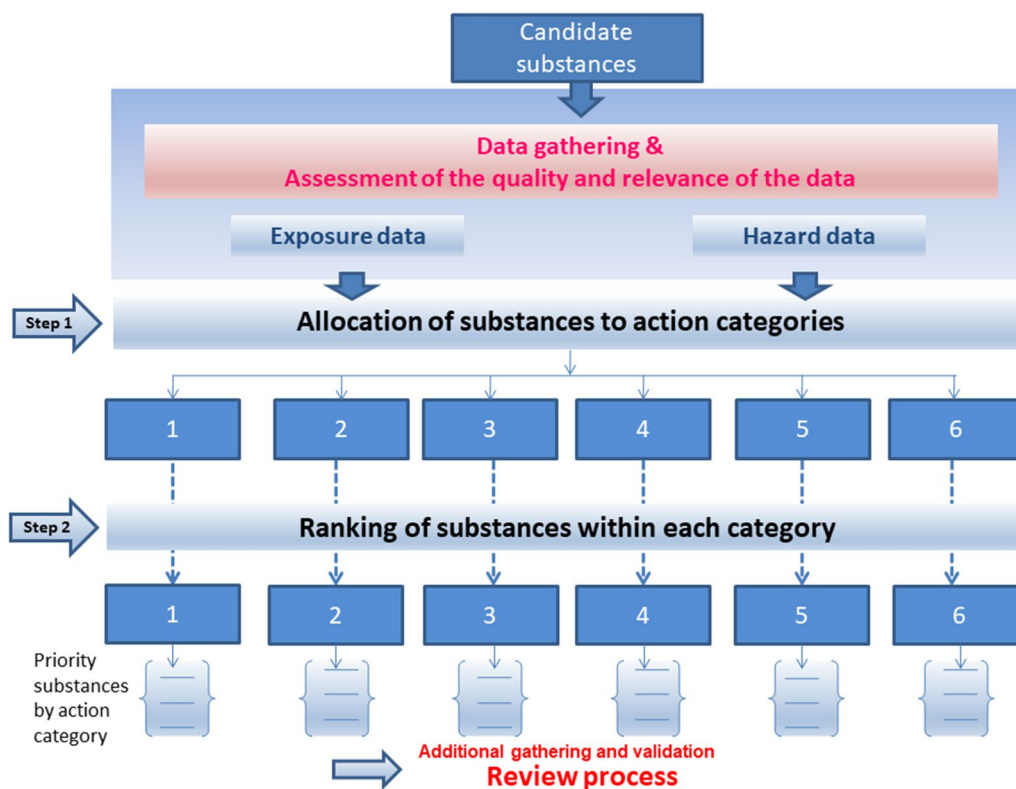 Candidate
substances
Data gathering &
Assessment of the quality and relevance of the data
Exposure data
Hazard data
Step 1
Allocation of substances to action categories
1
2
3
4
5
6
Step 2
Ranking of substances within each category
1
2
3
4
5
6
Priority
substances
by action
category
Additional gathering and validation
Review process